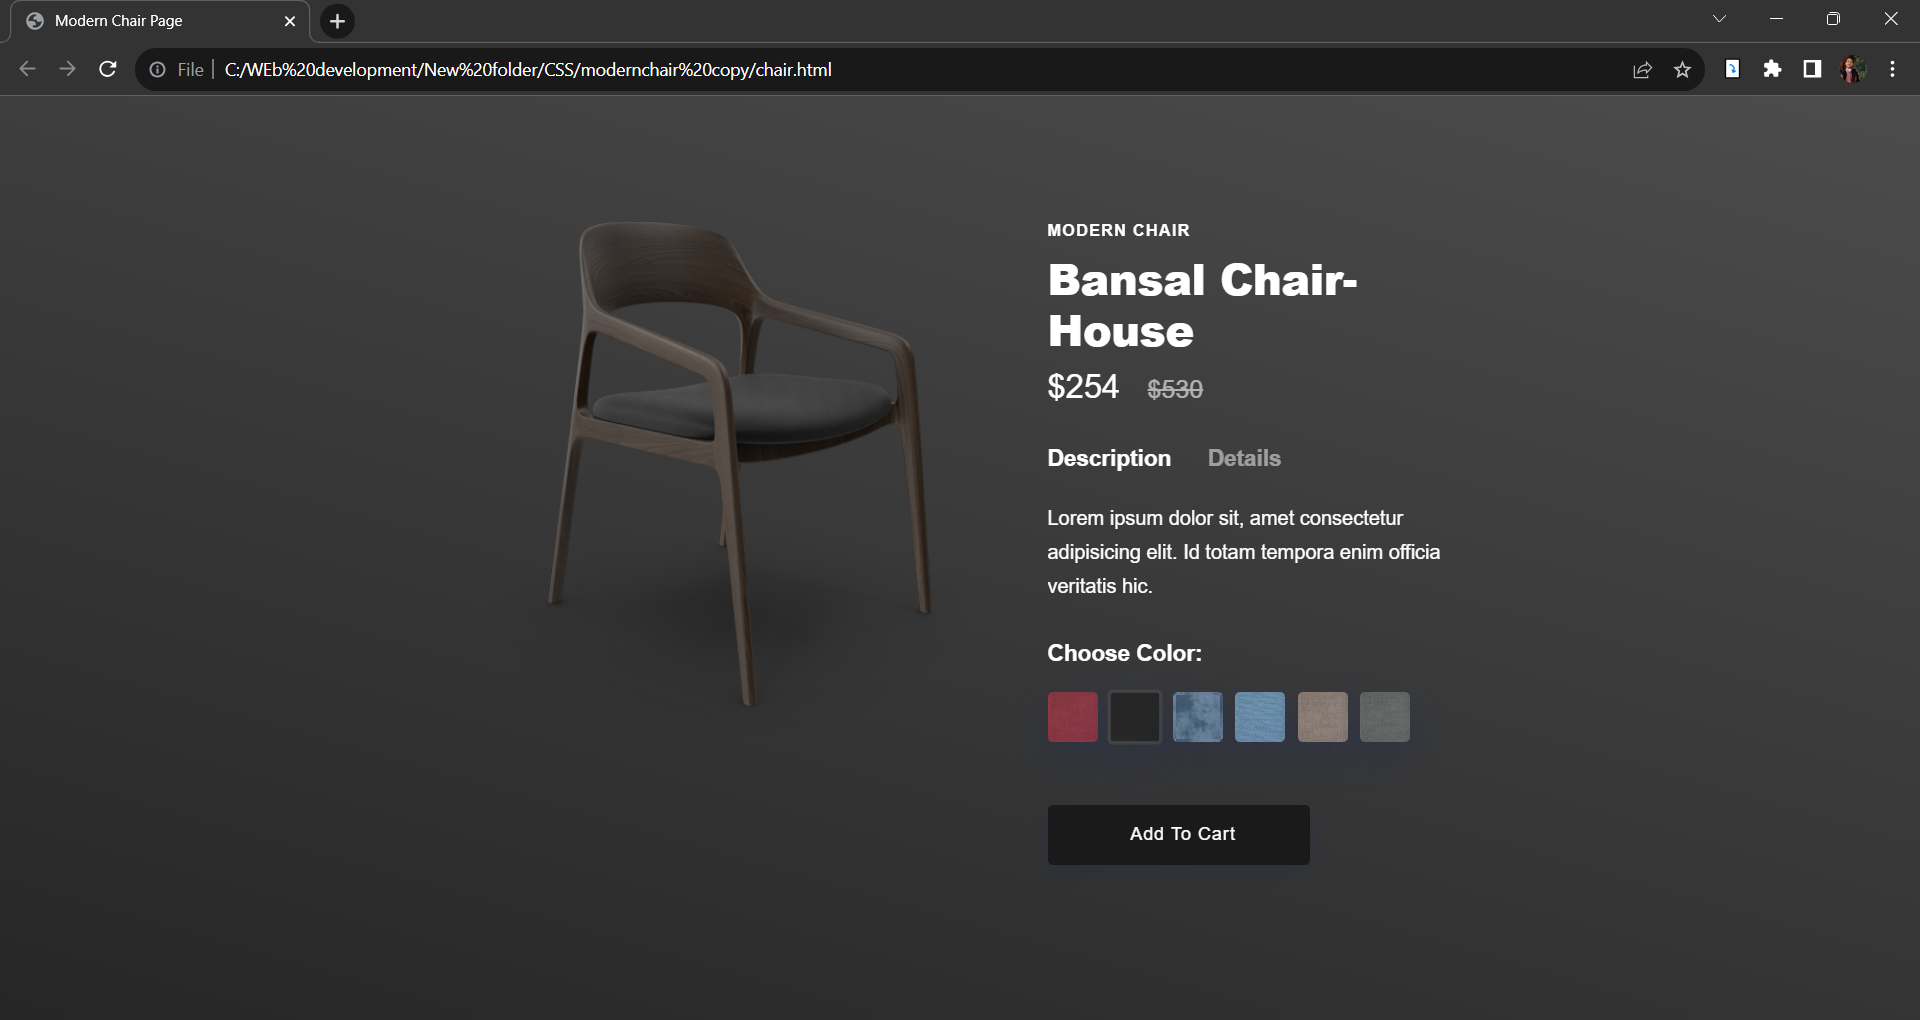 Modern Chair Page
File
C:/WEb%20development/New%20folder/CSS/modernchair%20copy/chair.html
MODERN CHAIR
Bansal Chair-
House
$254 $530
Description Details
Lorem ipsum dolor sit, amet consectetur
adipisicing elit. Id totam tempora enim officia
veritatis hic.
Choose Color:
Add To Cart